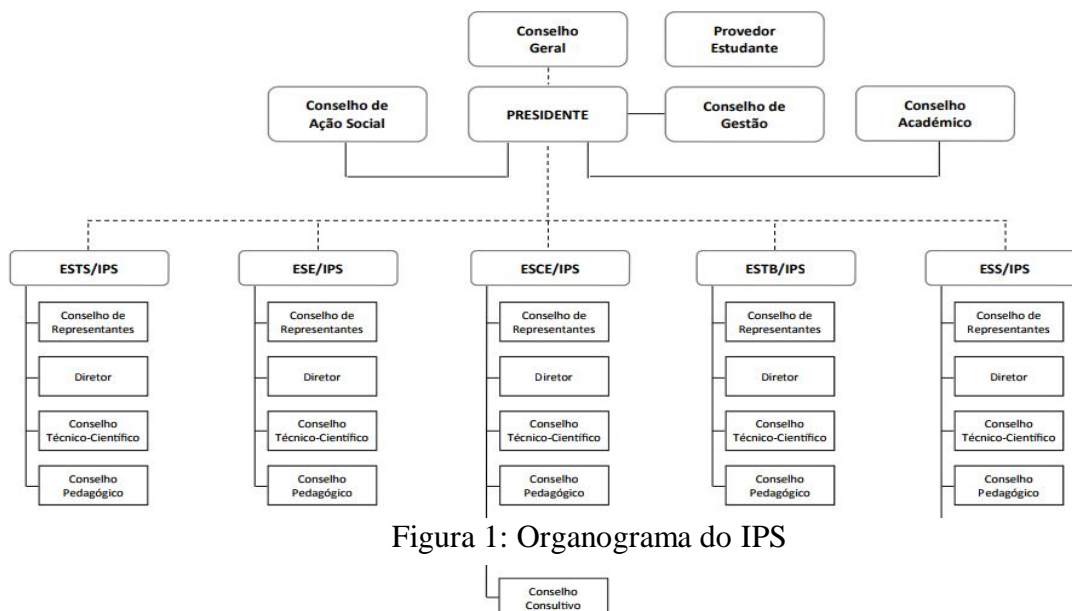 Conselho
Geral
Provedor
Estudante
Conselho de
Ação Social
PRESIDENTE
Conselho de
Gestão
Conselho
Académico
ESTS/IPS
ESE/IPS
ESCE/IPS
ESTB/IPS
ESS/IPS
Conselho de
Representantes
Conselho de
Representantes
Conselho de
Representantes
Conselho de
Representantes
Conselho de
Representantes
Diretor
Diretor
Diretor
Diretor
Diretor
Conselho
Técnico-Científico
Conselho
Técnico-Científico
Conselho
Técnico-Científico
Conselho
Técnico-Científico
Conselho
Técnico-Científico
Conselho
Pedagógico
Conselho
Pedagógico
Conselho
Pedagógico
Conselho
Pedagógico
Conselho
Pedagógico
Figura 1: Organograma do IPS
Conselho
Consultivo